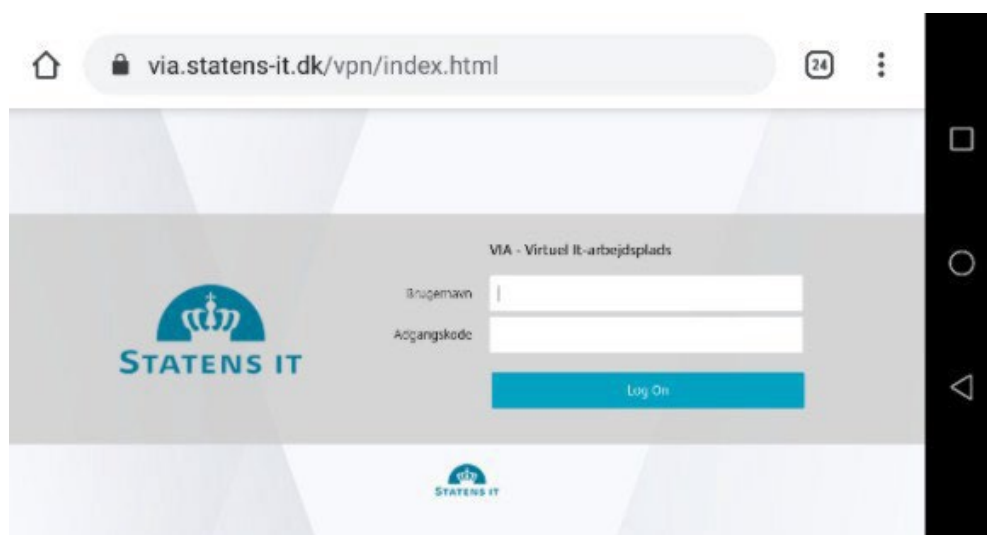 via.statens-it.dk/vpn/index.html
24
VIA - Virtuel It-arbejdsplads
Brugernavn
Adgangskode
Log On
STATENS IT
STATENS IT